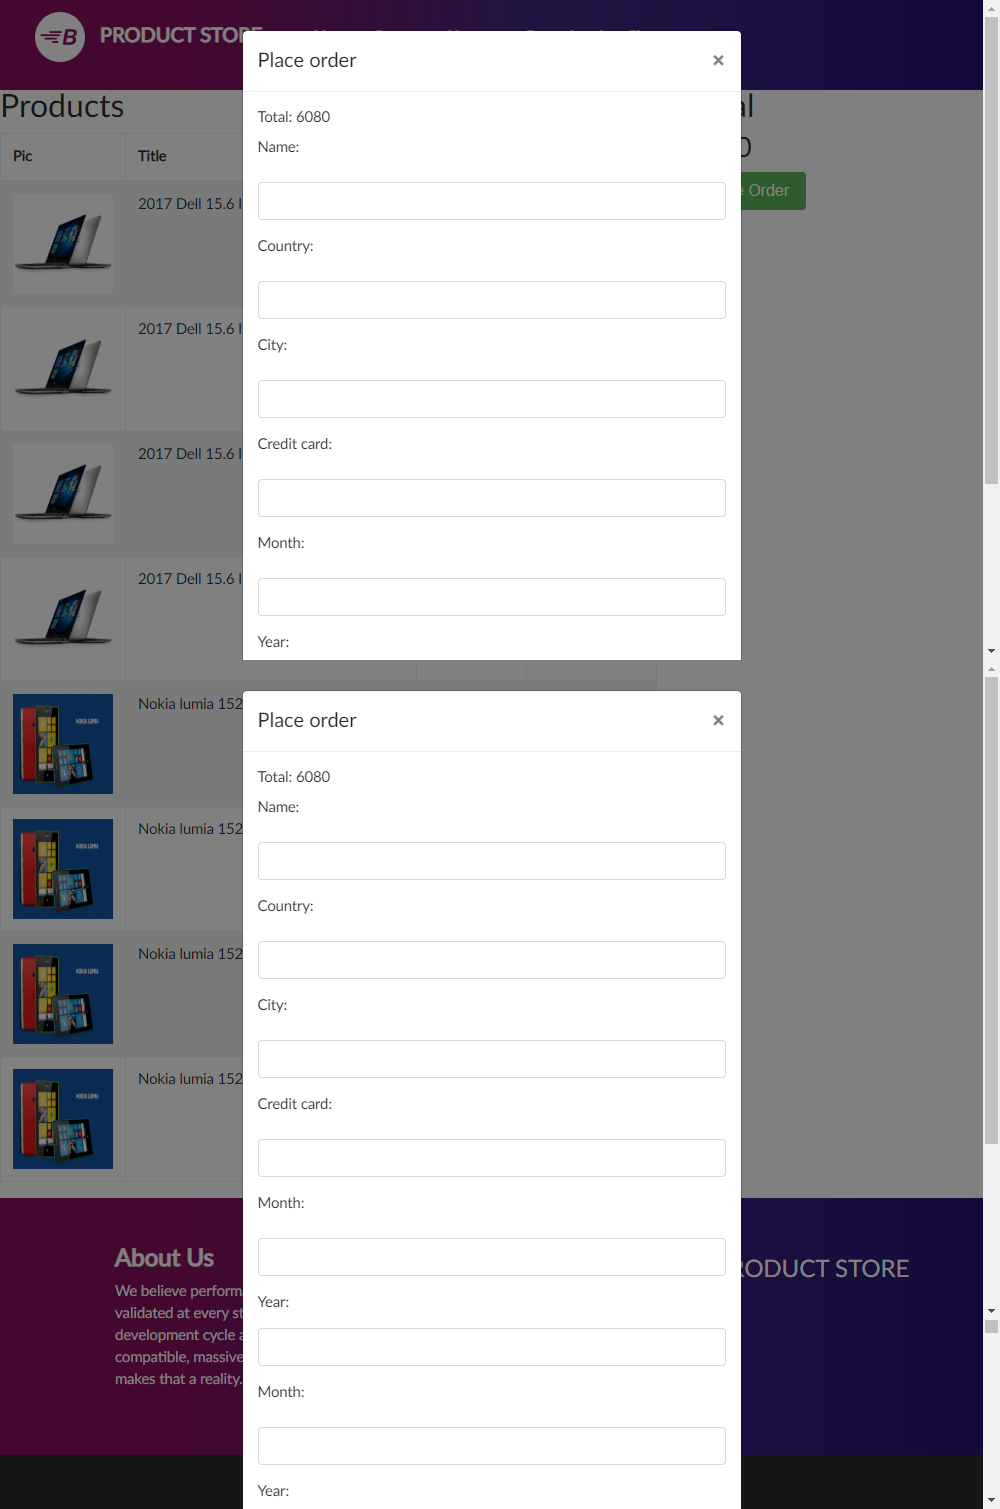 B PRODUCT STORE
Place order ×
Products
Total: 6080
Pic Title
Name:
e Order
2017 Dell 15.6 I
Country:
2017 Dell 15.6 I
City:
2017 Dell 15.6 I
Credit card:
Month:
2017 Dell 15.6 I
Year:
Nokia lumia 152
Place order ×
Total: 6080
Name:
Nokia lumia 152
Country:
Nokia lumia 152
City:
Nokia lumia 152
Credit card:
Month:
About Us
RODUCT STORE
We believe performa
Year:
validated at every st
development cycle a
compatible, massive
makes that a reality.
Month:
Year: